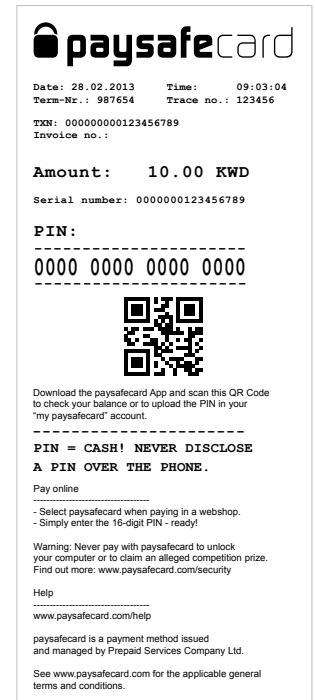 paysafecard
Date: 28.02.2013 Time: 09:03:04
Term-Nr.: 987654 Trace no.: 123456
TXN: 000000000123456789
Invoice no.:
Amount: 10.00 KWD
Serial number: 0000000123456789
PIN:
----------------------
0000 0000 0000 0000
----------------------
Download the paysafecard App and scan this QR Code
to check your balance or to upload the PIN in your
“my paysafecard” account.
----------------------
PIN = CASH! NEVER DISCLOSE
A PIN OVER THE PHONE.
Pay online
------------------------------------
- Select paysafecard when paying in a webshop.
- Simply enter the 16-digit PIN - ready!
Warning: Never pay with paysafecard to unlock
your computer or to claim an alleged competition prize.
Find out more: www.paysafecard.com/security
Help
------------------------------------
www.paysafecard.com/help
paysafecard is a payment method issued
and managed by Prepaid Services Company Ltd.
See www.paysafecard.com for the applicable general
terms and conditions.